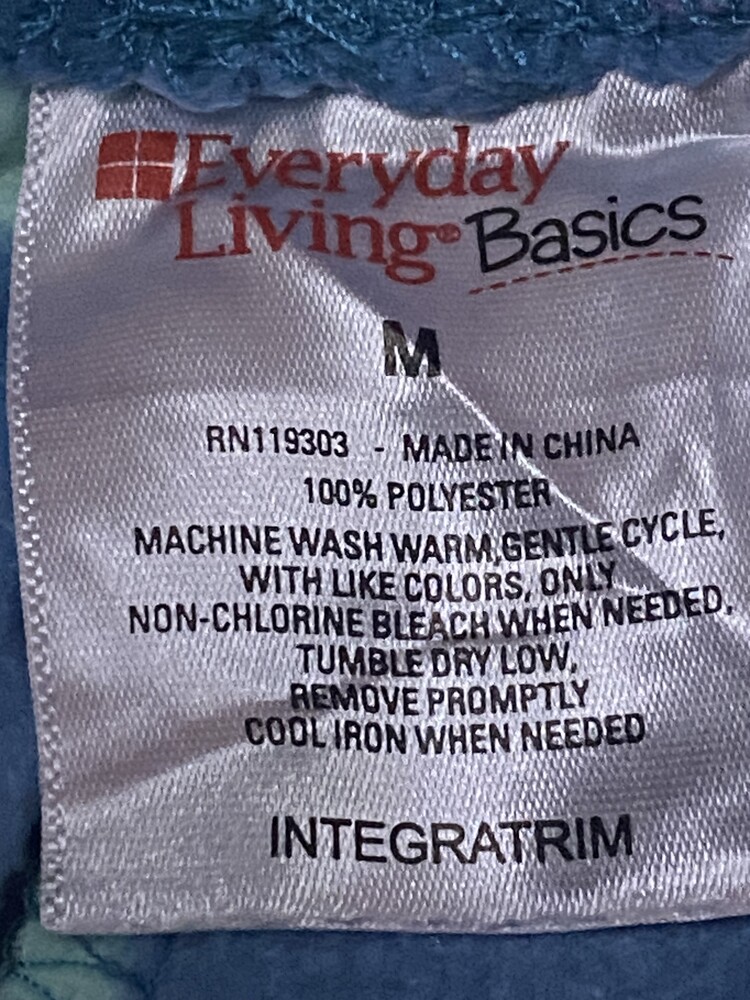 Everyday
Living® Basics
M
RN119303 - MADE IN CHINA
100% POLYESTER
MACHINE WASH WARM,GENTLE CYCLE,
WITH LIKE COLORS, ONLY
NON-CHLORINE BLEACH WHEN NEEDED,
TUMBLE DRY LOW,
REMOVE PROMPTLY
COOL IRON WHEN NEEDED
INTEGRATRIM